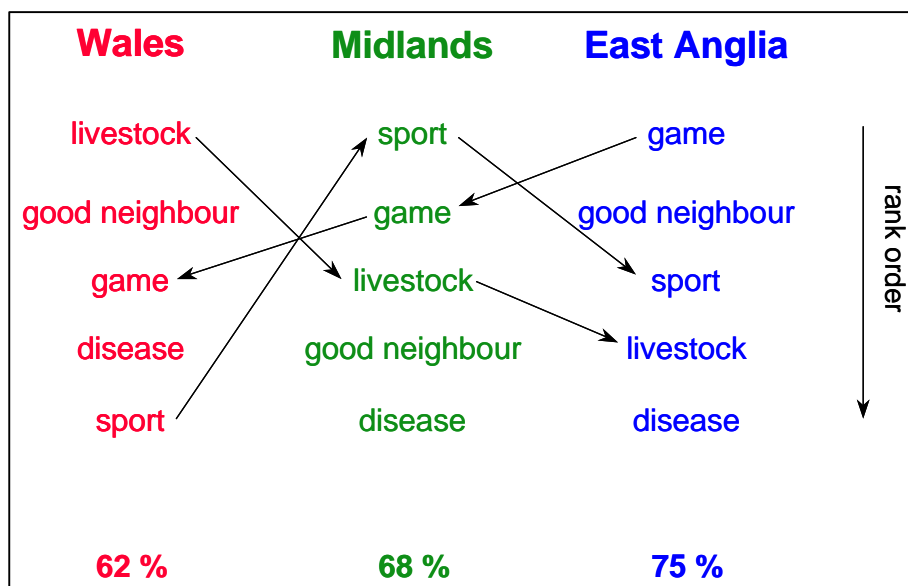 Wales Midlands East Anglia
livestock sport game
good neighbour game good neighbour
game livestock sport
disease good neighbour livestock
sport disease disease
62 % 68 % 75 %
rank order